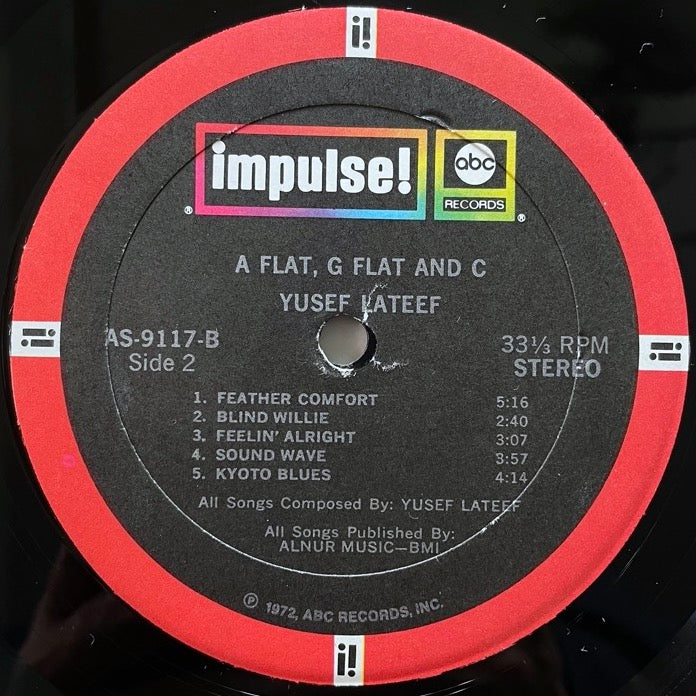 i!
impulse!
abc
RECORDS
®
®
A FLAT, G FLAT AND C
YUSEF LATEEF
AS-9117-B
Side 2
33⅓ RPM
STEREO
i!
i!
1. FEATHER COMFORT 5:16
2. BLIND WILLIE 2:40
3. FEELIN' ALRIGHT 3:07
4. SOUND WAVE 3:57
5. KYOTO BLUES 4:14
All Songs Composed By: YUSEF LATEEF
All Songs Published By:
ALNUR MUSIC—BMI
℗ 1972, ABC RECORDS, INC.
i!